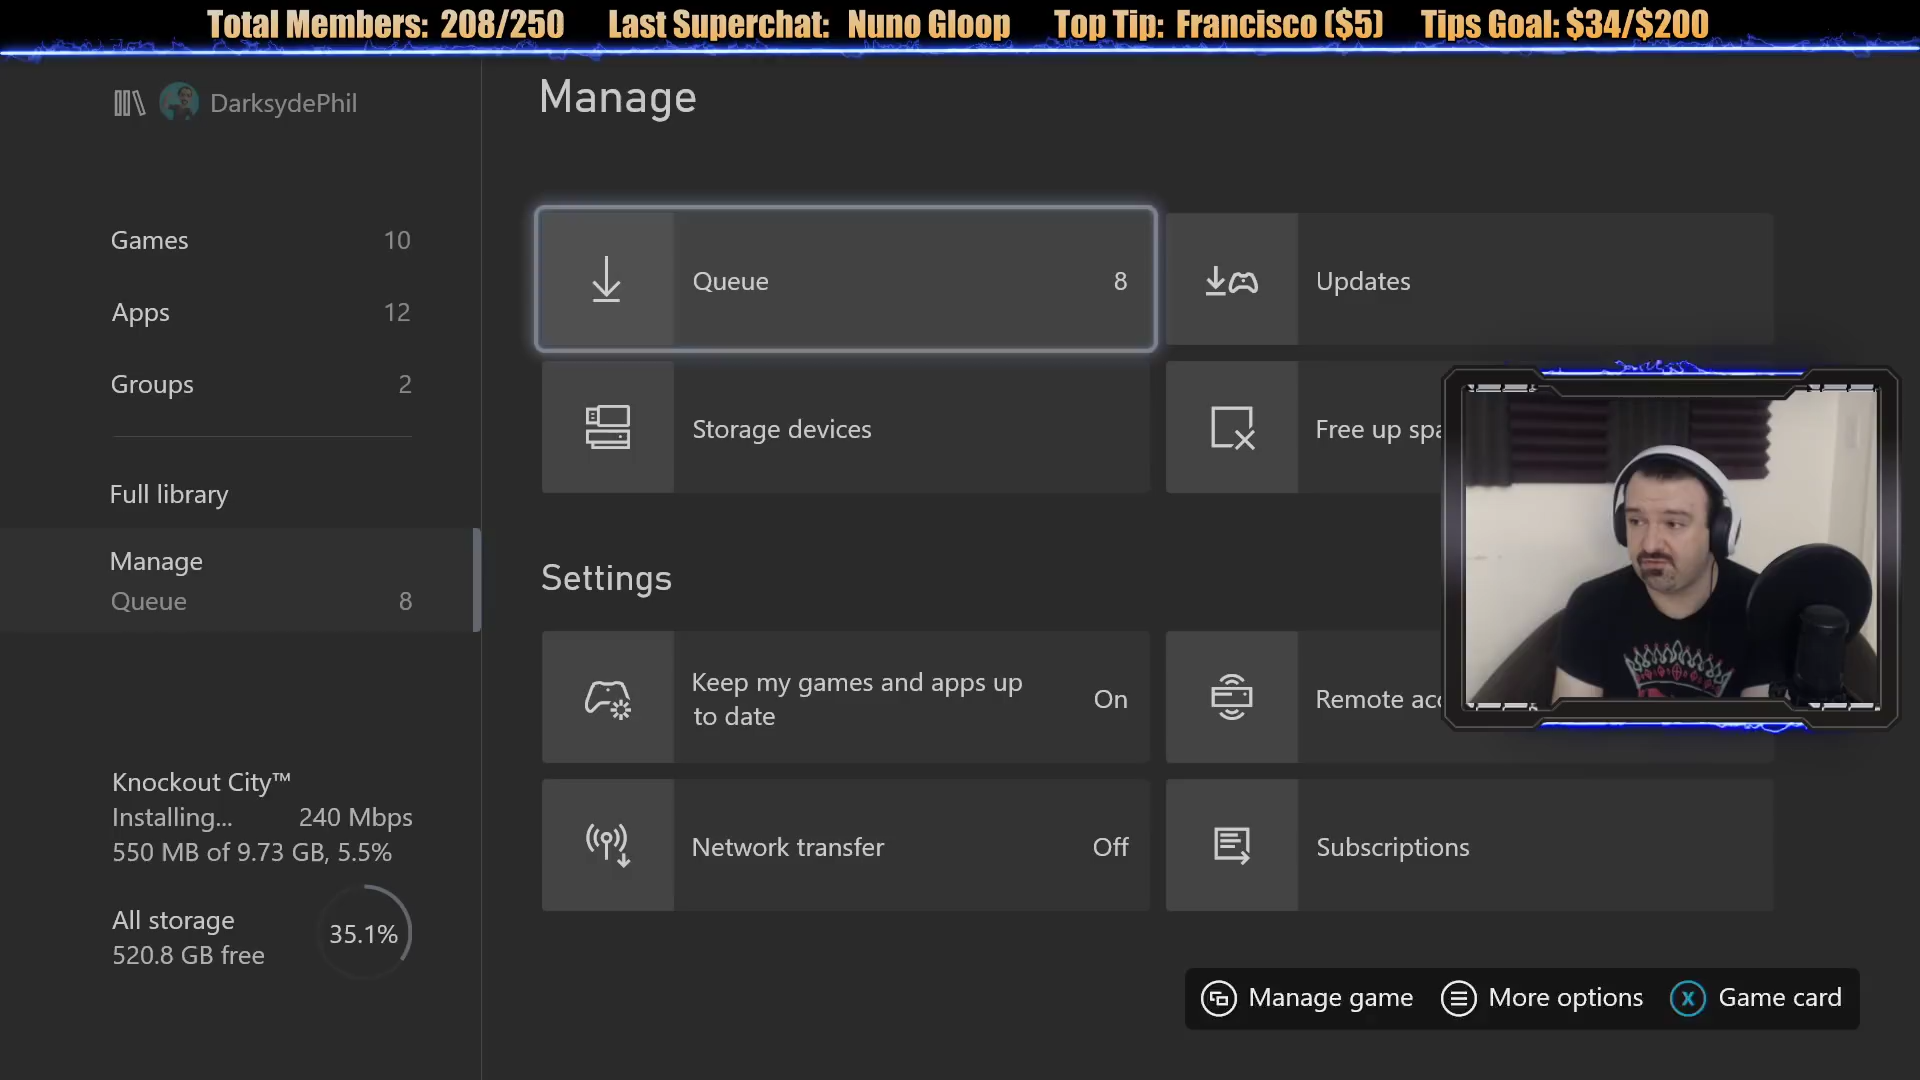 Total Members: 208/250 Last Superchat: Nuno Gloop Top Tip: Francisco ($5) Tips Goal: $34/$200
DarksydePhil
Games 10
Apps 12
Groups 2
Full library
Manage
Queue 8
Knockout City™
Installing... 240 Mbps
550 MB of 9.73 GB, 5.5%
All storage
520.8 GB free
35.1%
Manage
Queue 8
Updates
Storage devices
Free up spa
Settings
Keep my games and apps up
to date
On
Remote acc
Network transfer Off
Subscriptions
Manage game
More options
X Game card